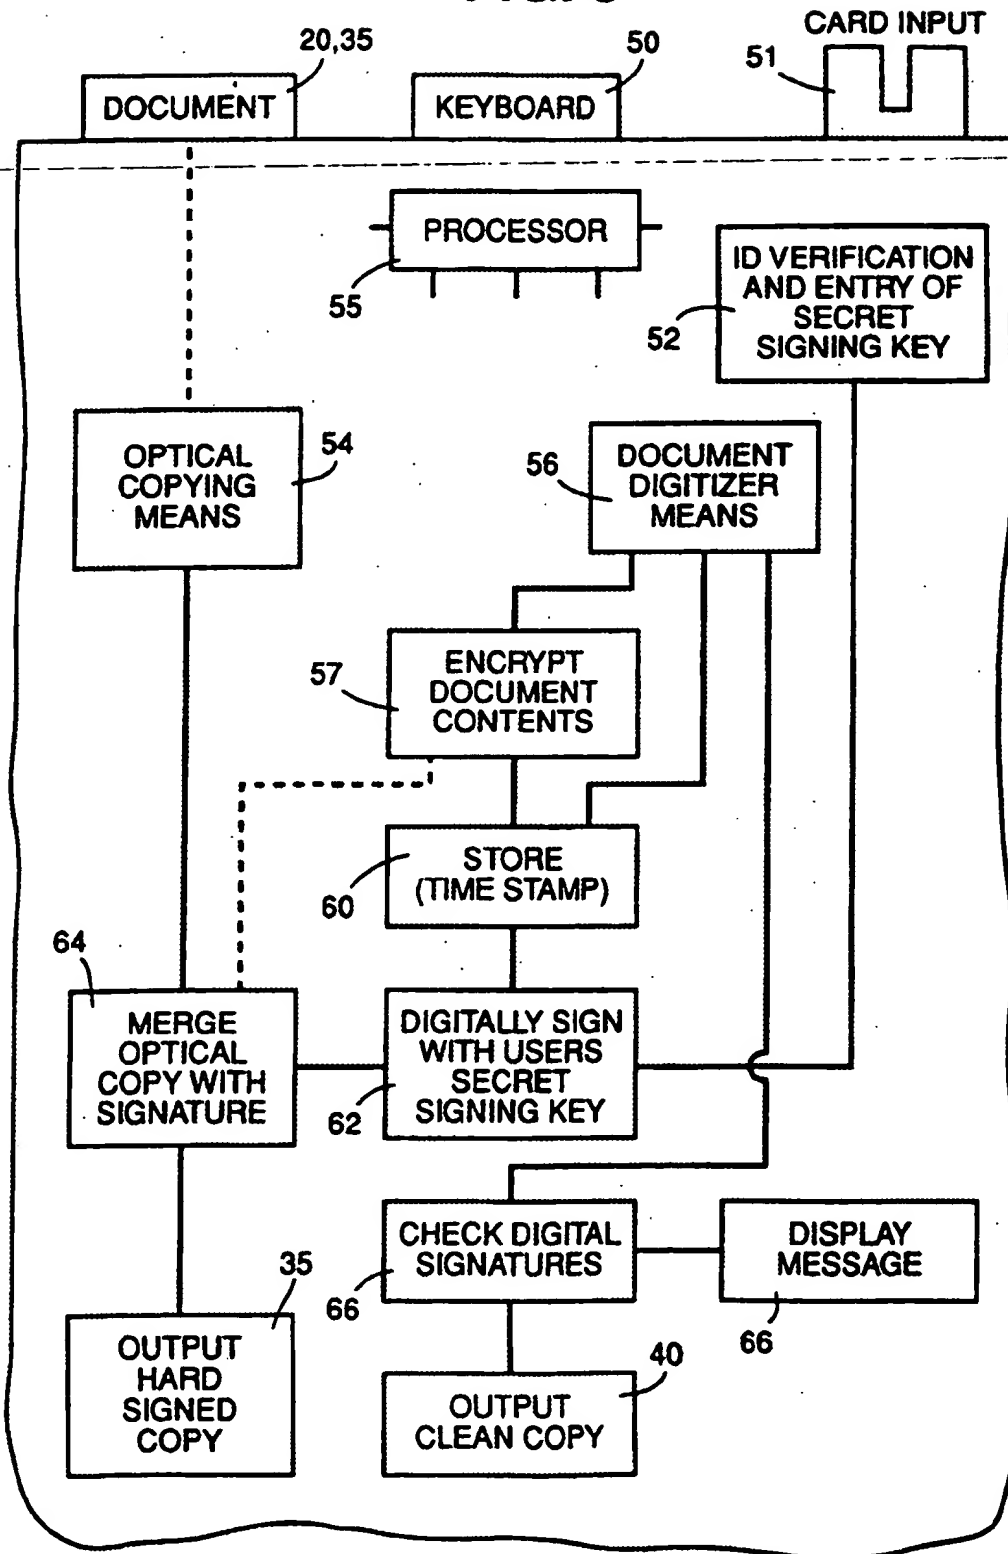 CARD INPUT
20,35
50
51
DOCUMENT
KEYBOARD
PROCESSOR
55
ID VERIFICATION
AND ENTRY OF
SECRET
SIGNING KEY
52
OPTICAL
COPYING
MEANS
54
56
DOCUMENT
DIGITIZER
MEANS
57
ENCRYPT
DOCUMENT
CONTENTS
STORE
(TIME STAMP)
60
64
MERGE
OPTICAL
COPY WITH
SIGNATURE
DIGITALLY SIGN
WITH USERS
SECRET
SIGNING KEY
62
CHECK DIGITAL
SIGNATURES
66
DISPLAY
MESSAGE
66
35
OUTPUT
HARD
SIGNED
COPY
40
OUTPUT
CLEAN COPY